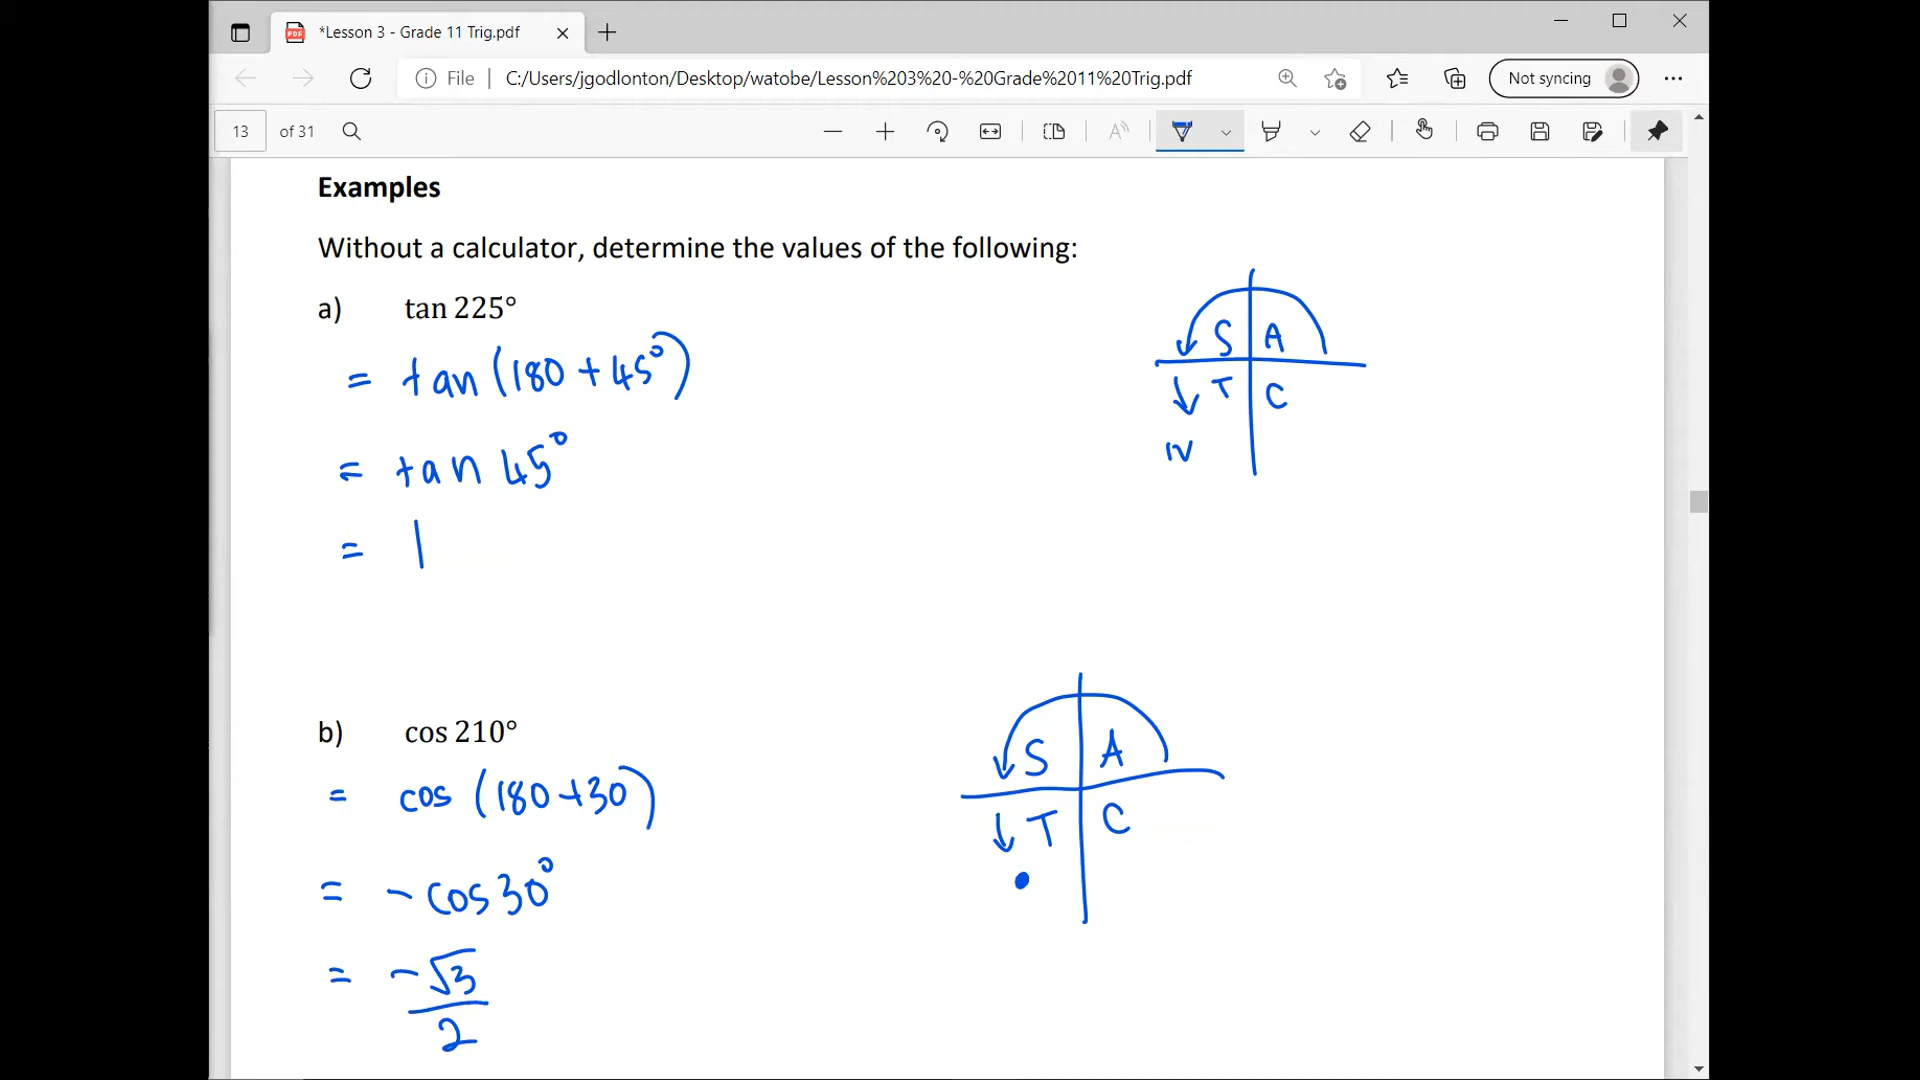 *Lesson 3 - Grade 11 Trig.pdf
File | C:/Users/jgodlonton/Desktop/watobe/Lesson%203%20-%20Grade%2011%20Trig.pdf
Not syncing
13 of 31
Examples
Without a calculator, determine the values of the following:
a) tan 225°
= tan (180 + 45°)
= tan 45°
= 1
S A
T C
IV
b) cos 210°
= cos (180+30)
= - cos 30°
= -√3/2
S A
T C